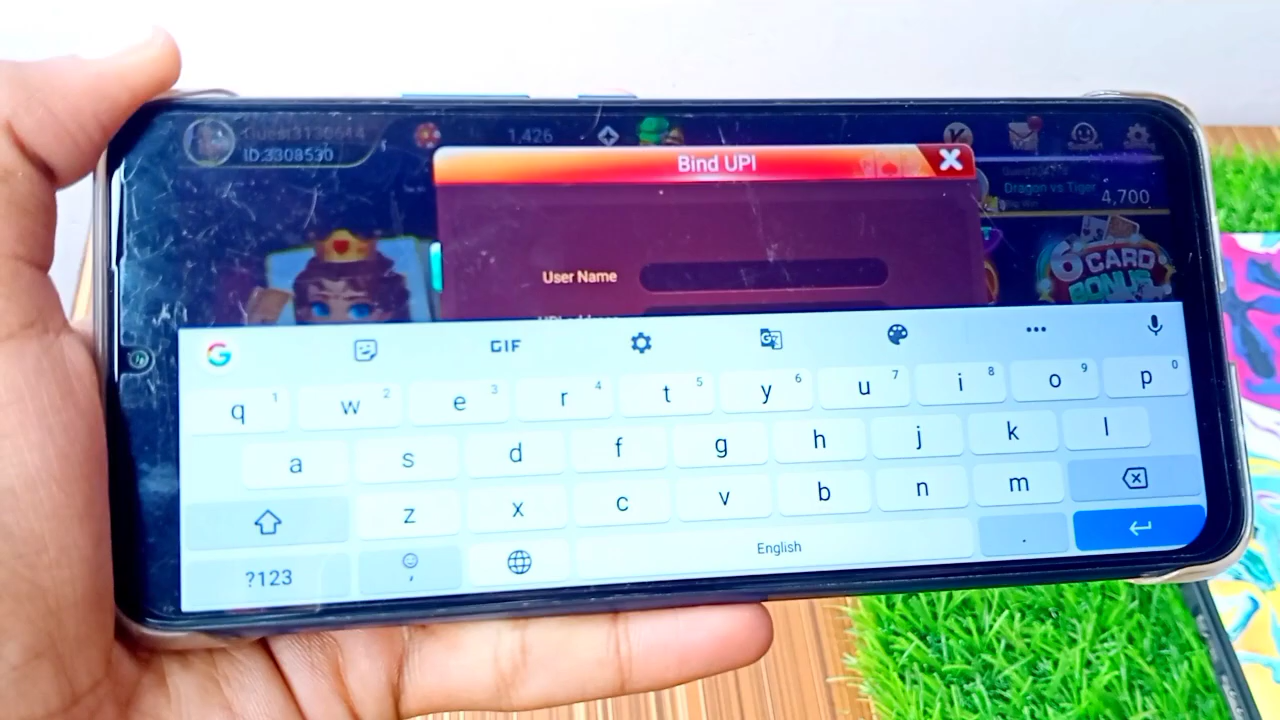 ID:3308530
1,426
Bind UPI
Dragon vs Tiger
4,700
6 CARD
BONUS
User Name
GIF
q 1 w 2 e 3 r 4 t 5 y 6 u 7 i 8 o 9 p 0
a s d f g h j k l
z x c v b n m
?123 , English .